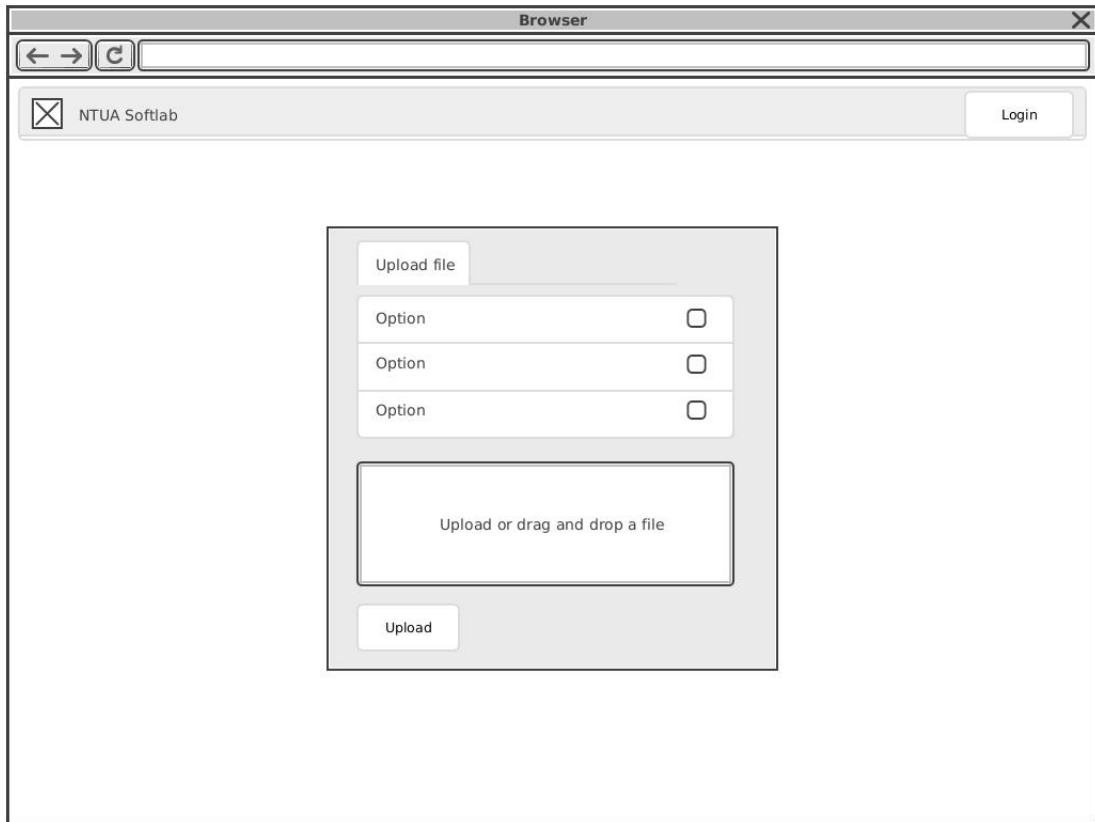 Browser
NTUA Softlab
Login
Upload file
Option
Option
Option
Upload or drag and drop a file
Upload